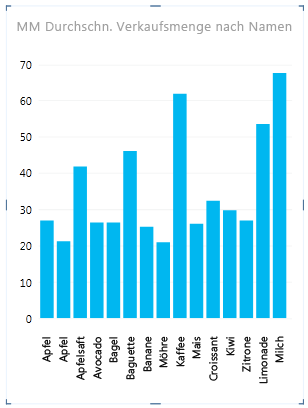 MM Durchschn. Verkaufsmenge nach Namen
70
60
50
40
30
20
10
0
Apfel
Apfel
Apfelsaft
Avocado
Bagel
Baguette
Banane
Möhre
Kaffee
Mais
Croissant
Kiwi
Zitrone
Limonade
Milch